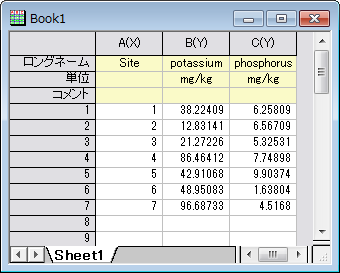 Book1
A(X) B(Y) C(Y)
ロングネーム Site potassium phosphorus
単位 mg/kg mg/kg
コメント
1 1 38.22409 6.25809
2 2 12.83141 6.56709
3 3 21.27226 5.32531
4 4 86.46412 7.74898
5 5 42.91068 9.90374
6 6 48.95083 1.63804
7 7 96.68733 4.5168
8
9
Sheet1